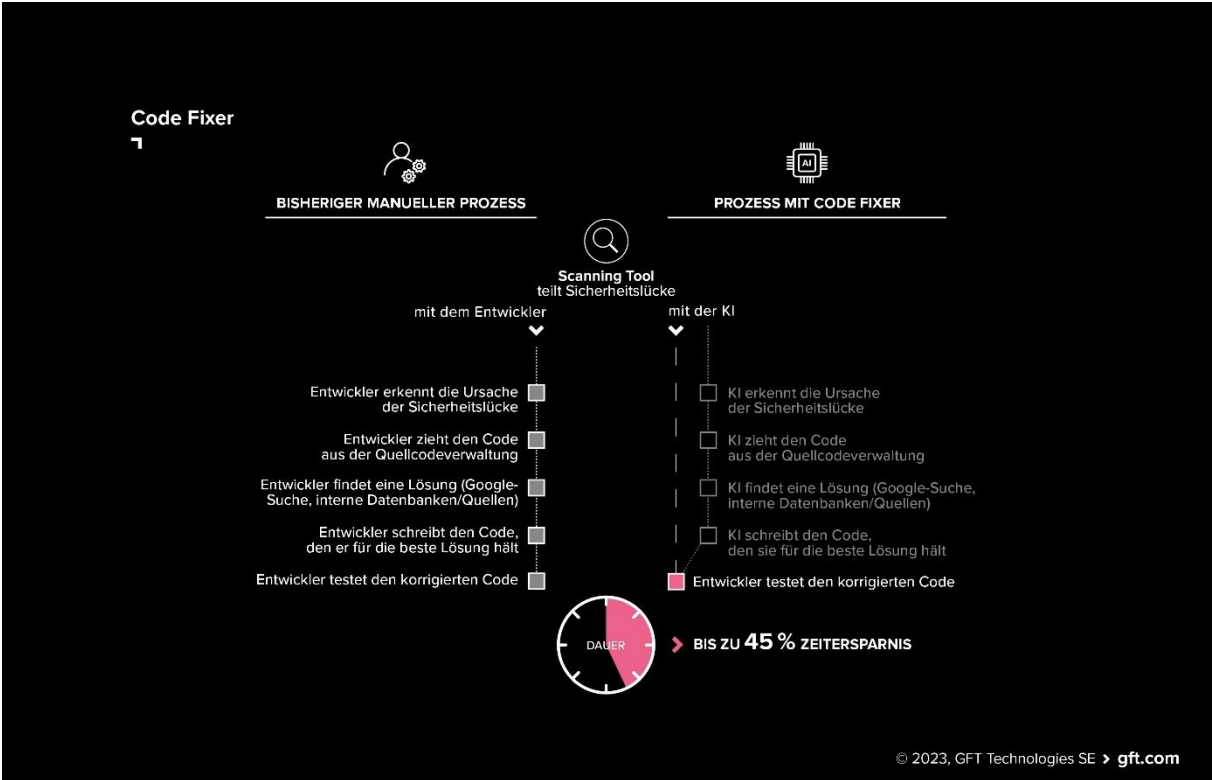 Code Fixer
BISHERIGER MANUELLER PROZESS
AI
PROZESS MIT CODE FIXER
Scanning Tool
teilt Sicherheitslücke
mit dem Entwickler
mit der KI
Entwickler erkennt die Ursache
der Sicherheitslücke
Entwickler zieht den Code
aus der Quellcodeverwaltung
Entwickler findet eine Lösung (Google-
Suche, interne Datenbanken/Quellen)
Entwickler schreibt den Code,
den er für die beste Lösung hält
Entwickler testet den korrigierten Code
KI erkennt die Ursache
der Sicherheitslücke
KI zieht den Code
aus der Quellcodeverwaltung
KI findet eine Lösung (Google-Suche,
interne Datenbanken/Quellen)
KI schreibt den Code,
den sie für die beste Lösung hält
Entwickler testet den korrigierten Code
DAUER
BIS ZU 45 % ZEITERSPARNIS
© 2023, GFT Technologies SE > gft.com